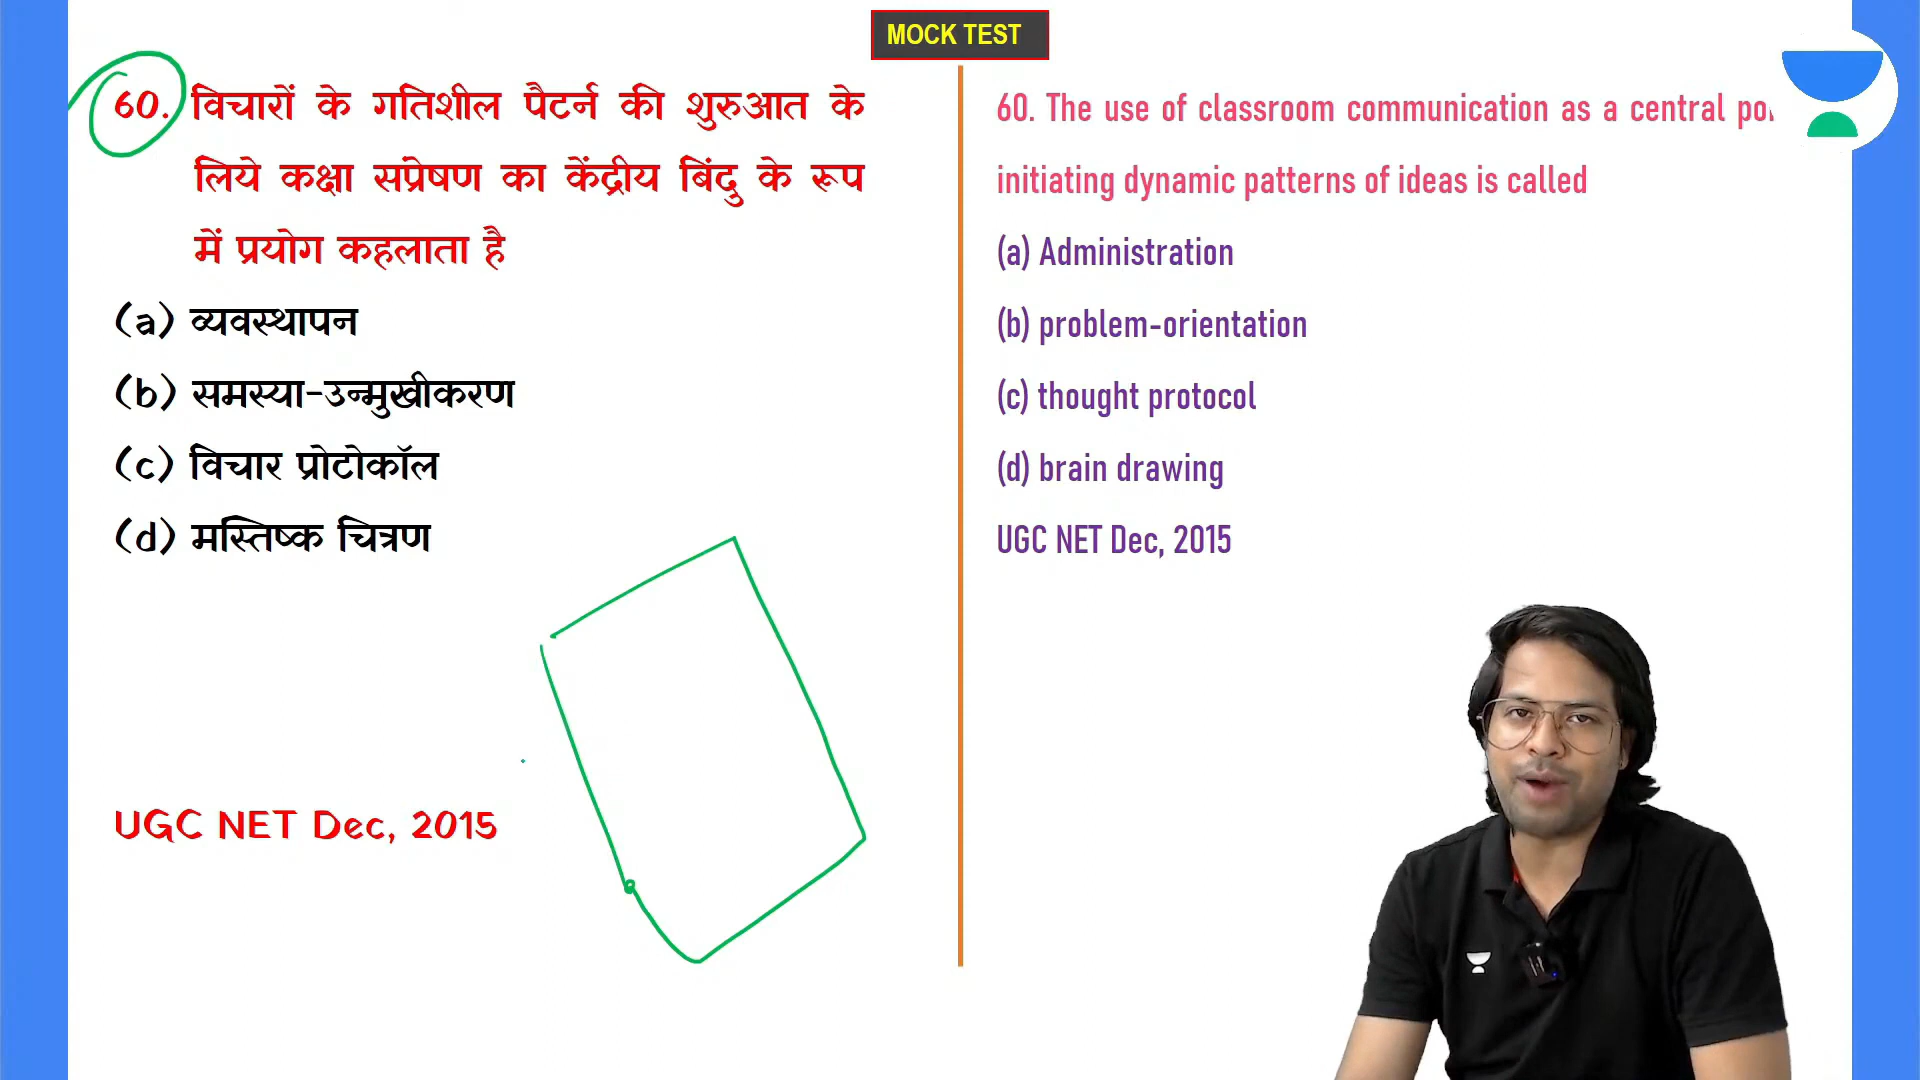 MOCK TEST
60. विचारों के गतिशील पैटर्न की शुरुआत के
लिये कक्षा सप्रेषण का केंद्रीय बिंदु के रूप
में प्रयोग कहलाता है
(a) व्यवस्थापन
(b) समस्या-उन्मुखीकरण
(c) विचार प्रोटोकॉल
(d) मस्तिष्क चित्रण
UGC NET Dec, 2015
60. The use of classroom communication as a central
initiating dynamic patterns of ideas is called
(a) Administration
(b) problem-orientation
(c) thought protocol
(d) brain drawing
UGC NET Dec, 2015